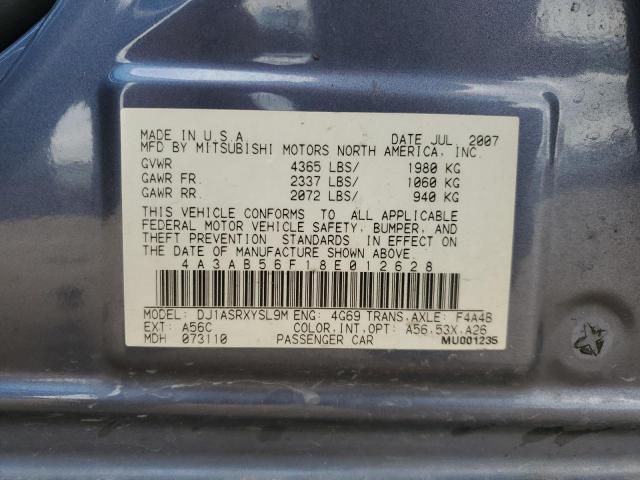 MADE IN U.S.A. DATE JUL 2007
MFD BY MITSUBISHI MOTORS NORTH AMERICA, INC.
GVWR 4365 LBS/ 1980 KG
GAWR FR. 2337 LBS/ 1060 KG
GAWR RR. 2072 LBS/ 940 KG
THIS VEHICLE CONFORMS TO ALL APPLICABLE
FEDERAL MOTOR VEHICLE SAFETY, BUMPER, AND
THEFT PREVENTION STANDARDS IN EFFECT ON
THE DATE OF MANUFACTURE SHOWN ABOVE.
4A3AB56F18E012628
MODEL: DJ1ASRXYSL9M ENG: 4G69 TRANS.AXLE: F4A4B
EXT: A56C COLOR.INT.OPT: A56.53X.A26
MDH 073110 PASSENGER CAR MU001235